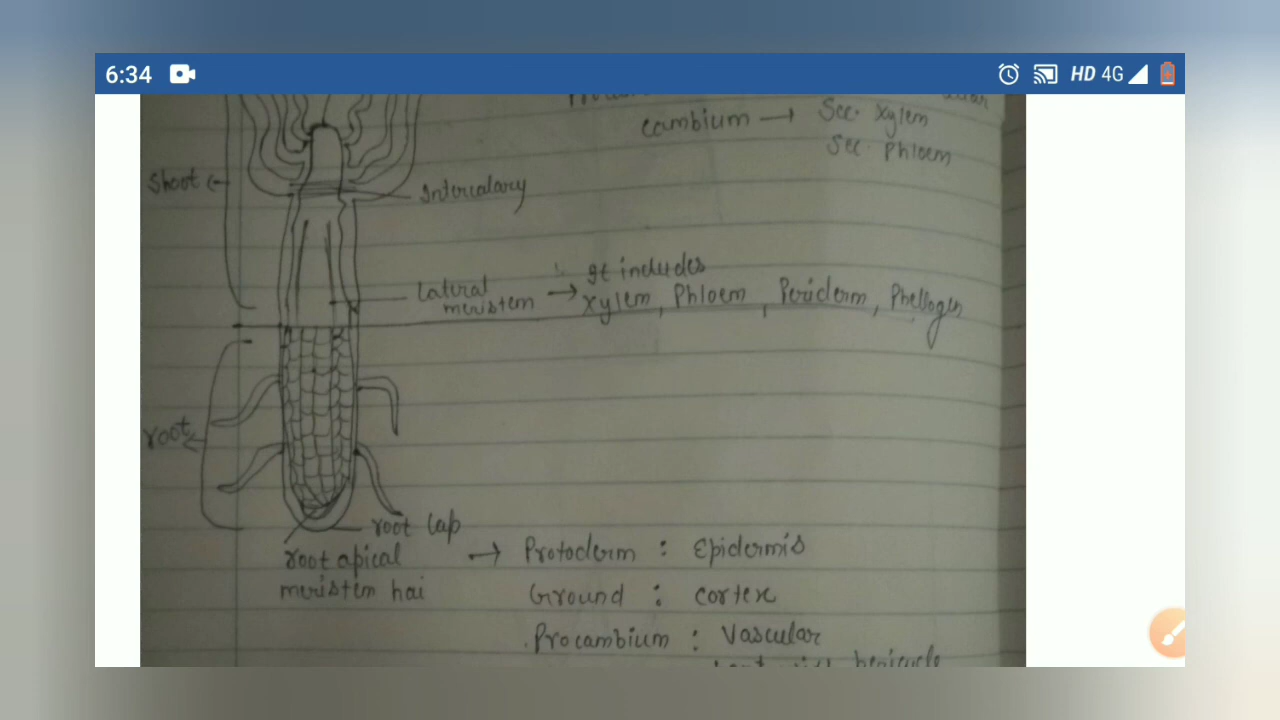 6:34
HD 4G
cambium → Sec. Xylem
Sec. Phloem
Shoot
Intercalary
Lateral meristem → It includes
Xylem, Phloem, Periderm, Phellogen
root
root cap
root apical
meristem hai
→ Protoderm : Epidermis
Ground : cortex
Procambium : Vascular
pericycle